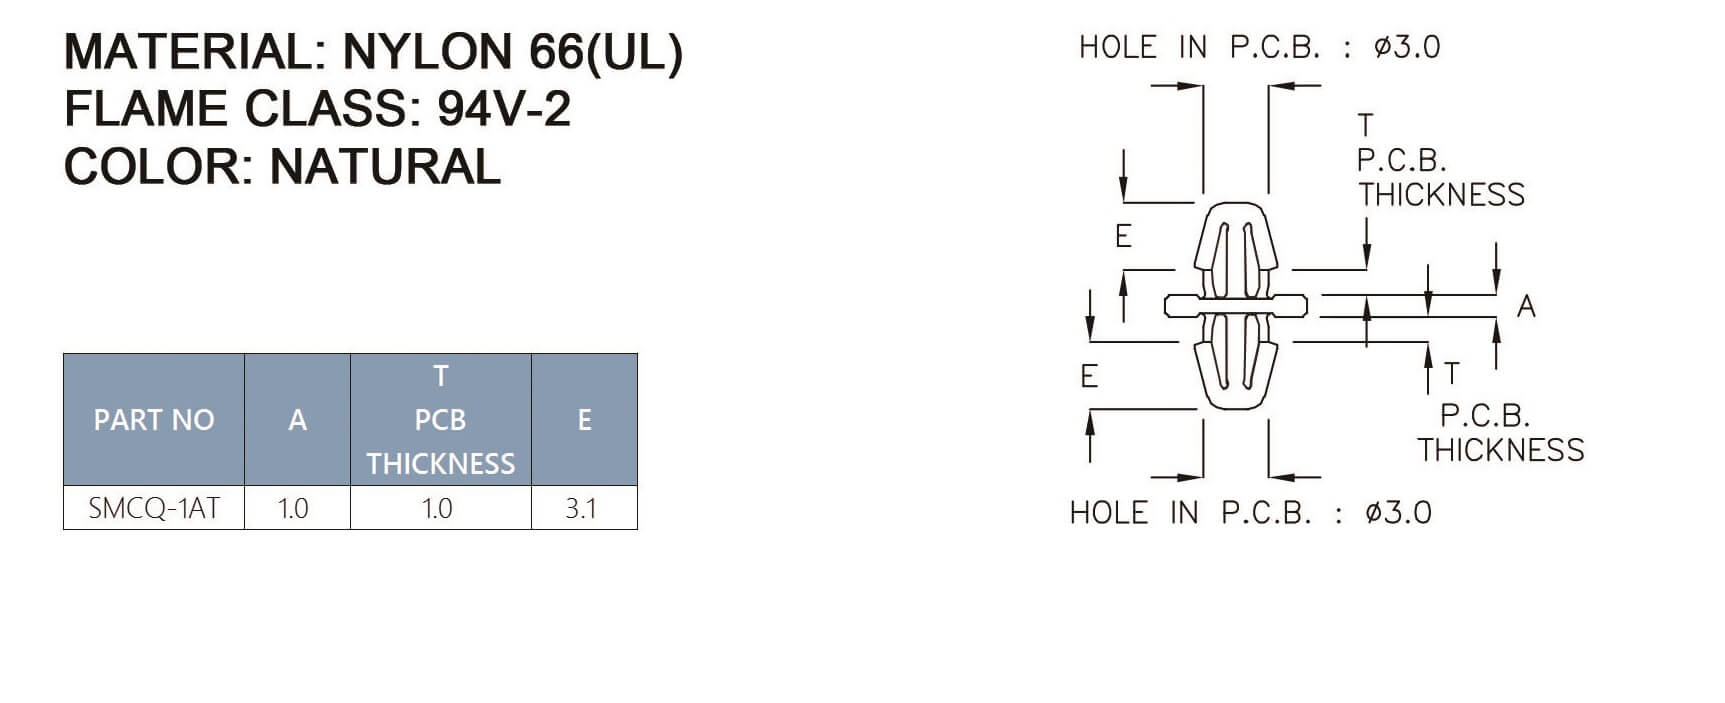 MATERIAL: NYLON 66(UL)
FLAME CLASS: 94V-2
COLOR: NATURAL
PART NO A T PCB THICKNESS E
SMCQ-1AT 1.0 1.0 3.1
HOLE IN P.C.B. : ø3.0
T
P.C.B.
THICKNESS
E
A
E
T
P.C.B.
THICKNESS
HOLE IN P.C.B. : ø3.0